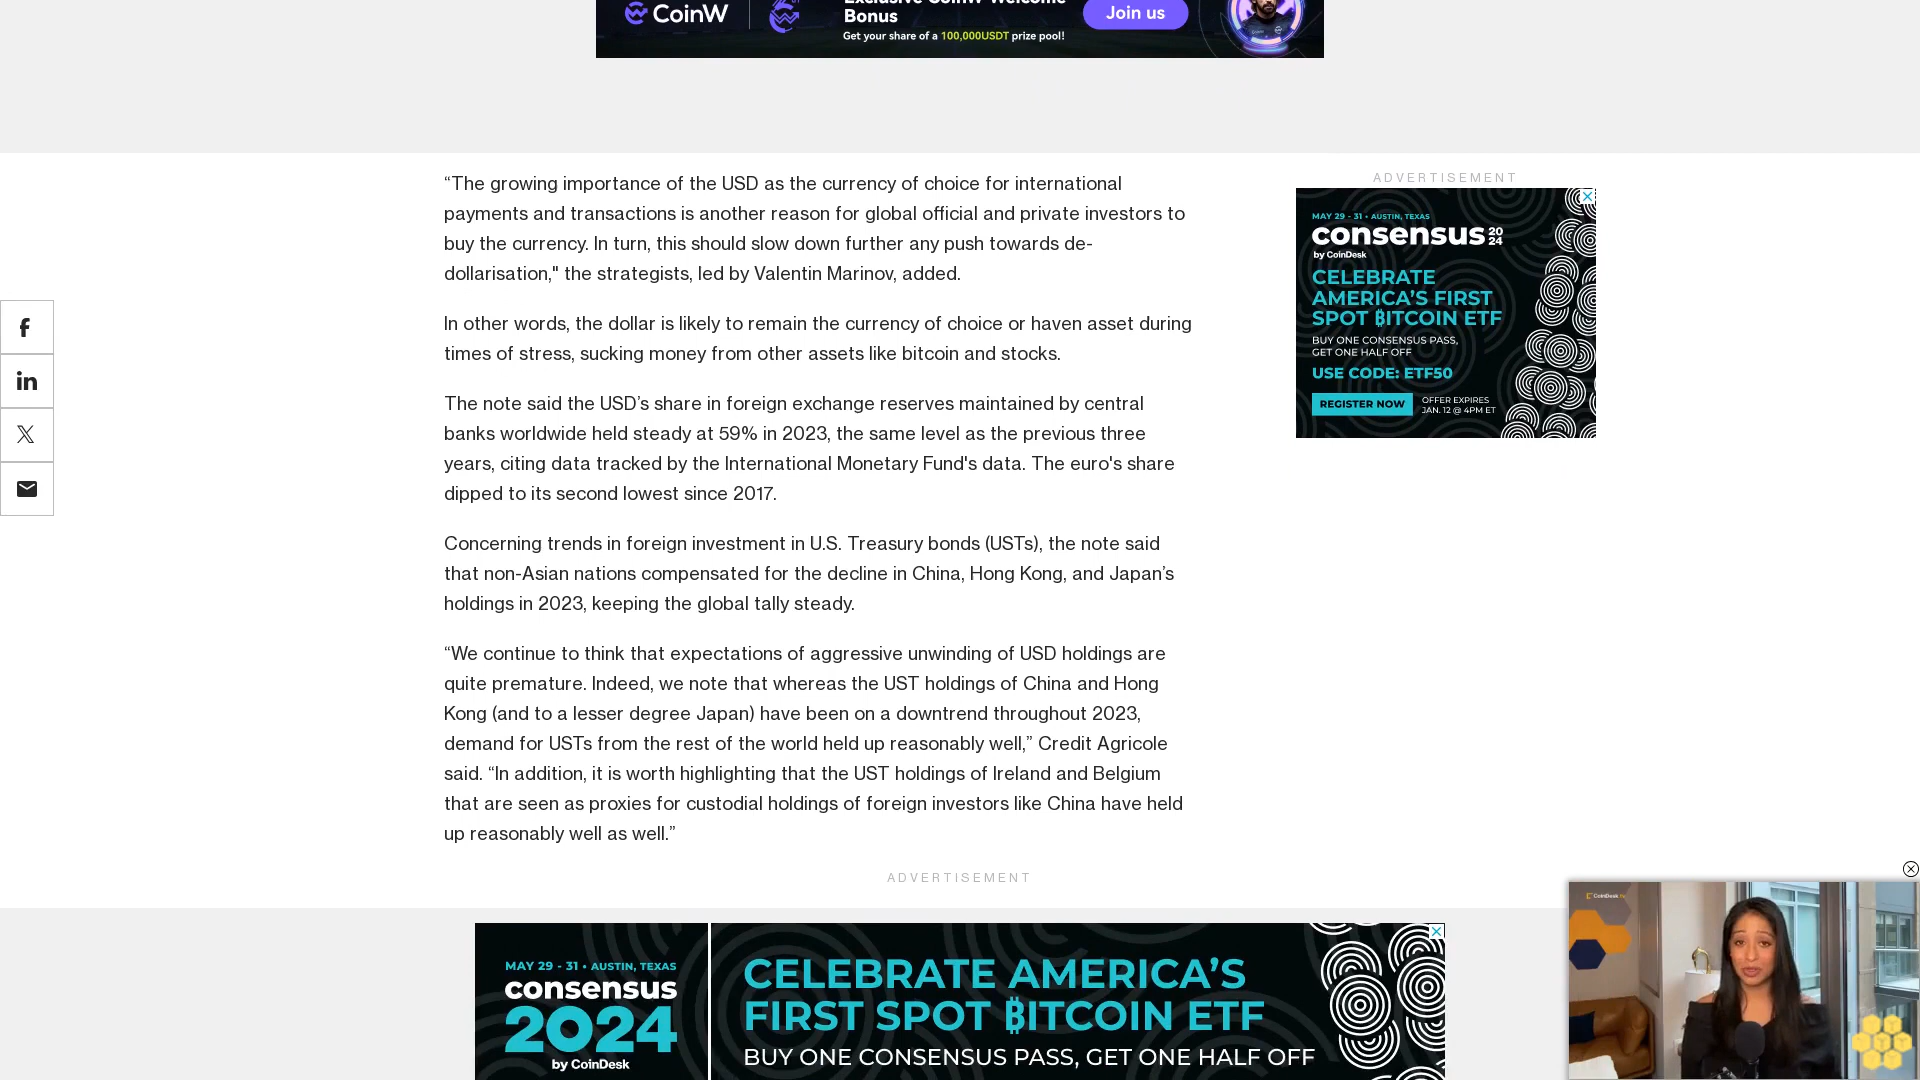 CoinW
Bonus
Join us
Get your share of a 100,000USDT prize pool!
“The growing importance of the USD as the currency of choice for international
payments and transactions is another reason for global official and private investors to
buy the currency. In turn, this should slow down further any push towards de-
dollarisation," the strategists, led by Valentin Marinov, added.
In other words, the dollar is likely to remain the currency of choice or haven asset during
times of stress, sucking money from other assets like bitcoin and stocks.
The note said the USD’s share in foreign exchange reserves maintained by central
banks worldwide held steady at 59% in 2023, the same level as the previous three
years, citing data tracked by the International Monetary Fund's data. The euro's share
dipped to its second lowest since 2017.
Concerning trends in foreign investment in U.S. Treasury bonds (USTs), the note said
that non-Asian nations compensated for the decline in China, Hong Kong, and Japan’s
holdings in 2023, keeping the global tally steady.
“We continue to think that expectations of aggressive unwinding of USD holdings are
quite premature. Indeed, we note that whereas the UST holdings of China and Hong
Kong (and to a lesser degree Japan) have been on a downtrend throughout 2023,
demand for USTs from the rest of the world held up reasonably well,” Credit Agricole
said. “In addition, it is worth highlighting that the UST holdings of Ireland and Belgium
that are seen as proxies for custodial holdings of foreign investors like China have held
up reasonably well as well.”
ADVERTISEMENT
MAY 29 - 31 • AUSTIN, TEXAS
consensus 2024
by CoinDesk
CELEBRATE
AMERICA’S FIRST
SPOT ₿ITCOIN ETF
BUY ONE CONSENSUS PASS,
GET ONE HALF OFF
USE CODE: ETF50
REGISTER NOW
OFFER EXPIRES
JAN. 12 @ 4PM ET
ADVERTISEMENT
MAY 29 - 31 • AUSTIN, TEXAS
consensus
2024
by CoinDesk
CELEBRATE AMERICA’S
FIRST SPOT ₿ITCOIN ETF
BUY ONE CONSENSUS PASS, GET ONE HALF OFF
CoinDesk